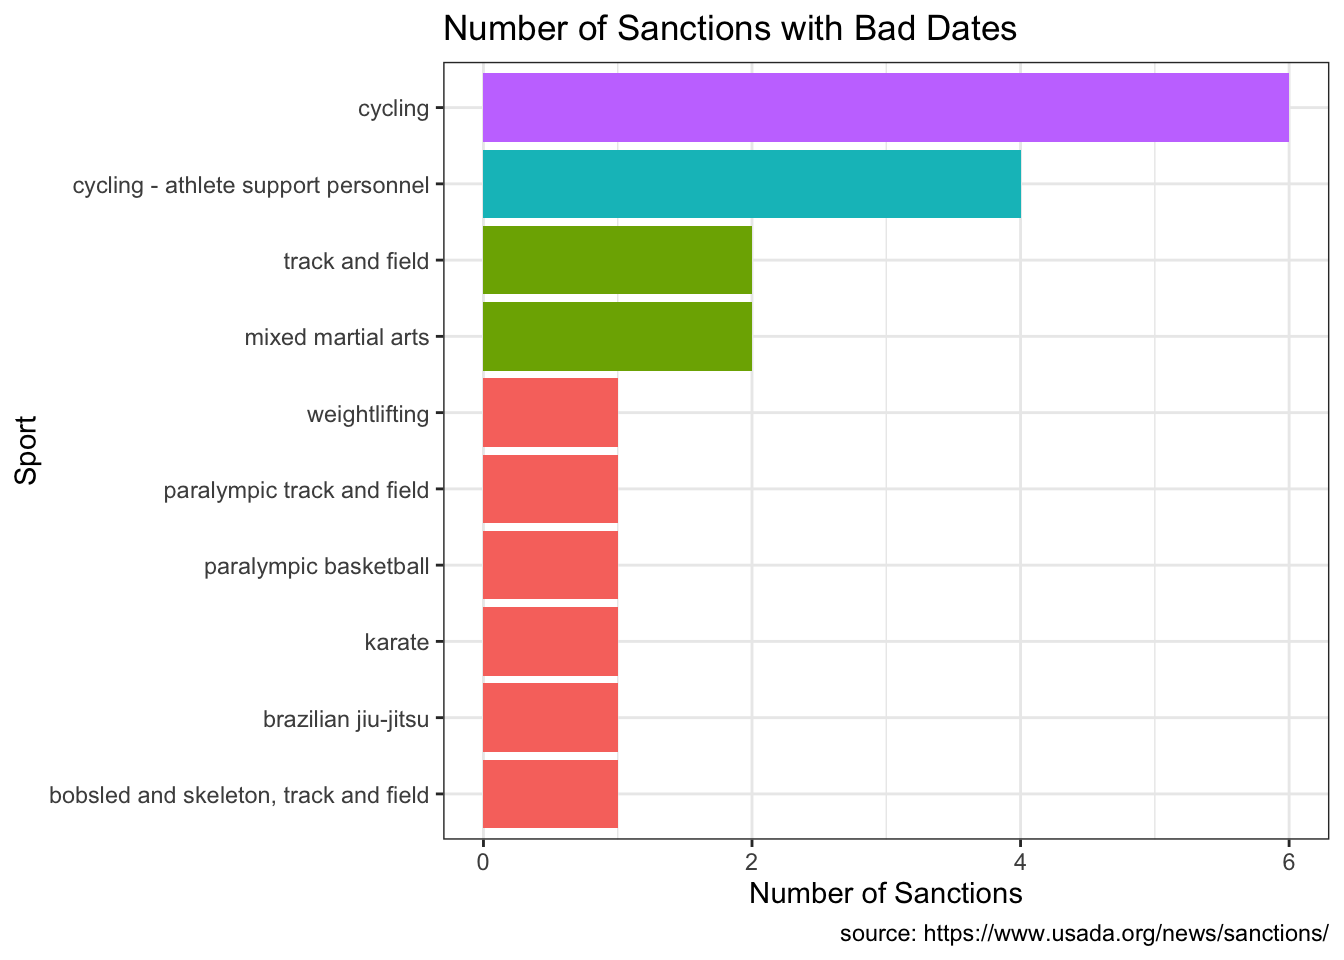 Number of Sanctions with Bad Dates
cycling
cycling - athlete support personnel
track and field
mixed martial arts
weightlifting
paralympic track and field
paralympic basketball
karate
brazilian jiu-jitsu
bobsled and skeleton, track and field
Sport
0 2 4 6
Number of Sanctions
source: https://www.usada.org/news/sanctions/